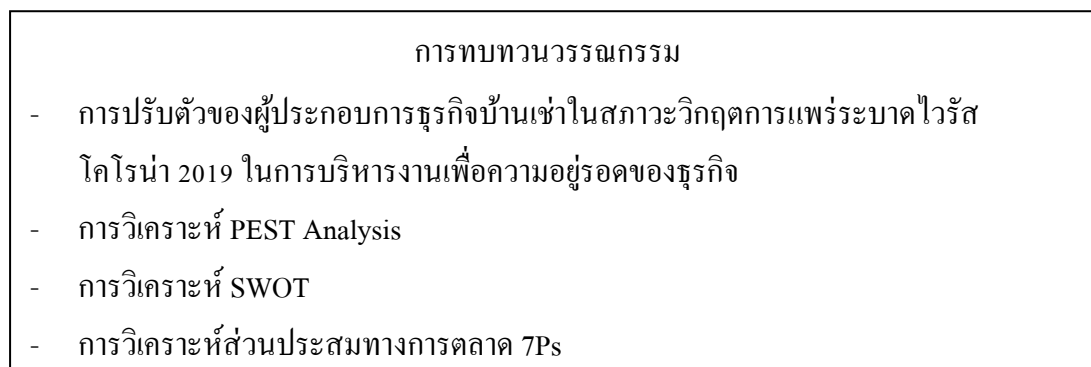 การทบทวนวรรณกรรม
- การปรับตัวของผู้ประกอบการธุรกิจบ้านเช่าในสภาวะวิกฤตการแพร่ระบาดไวรัส
โคโรน่า 2019 ในการบริหารงานเพื่อความอยู่รอดของธุรกิจ
- การวิเคราะห์ PEST Analysis
- การวิเคราะห์ SWOT
- การวิเคราะห์ส่วนประสมทางการตลาด 7Ps